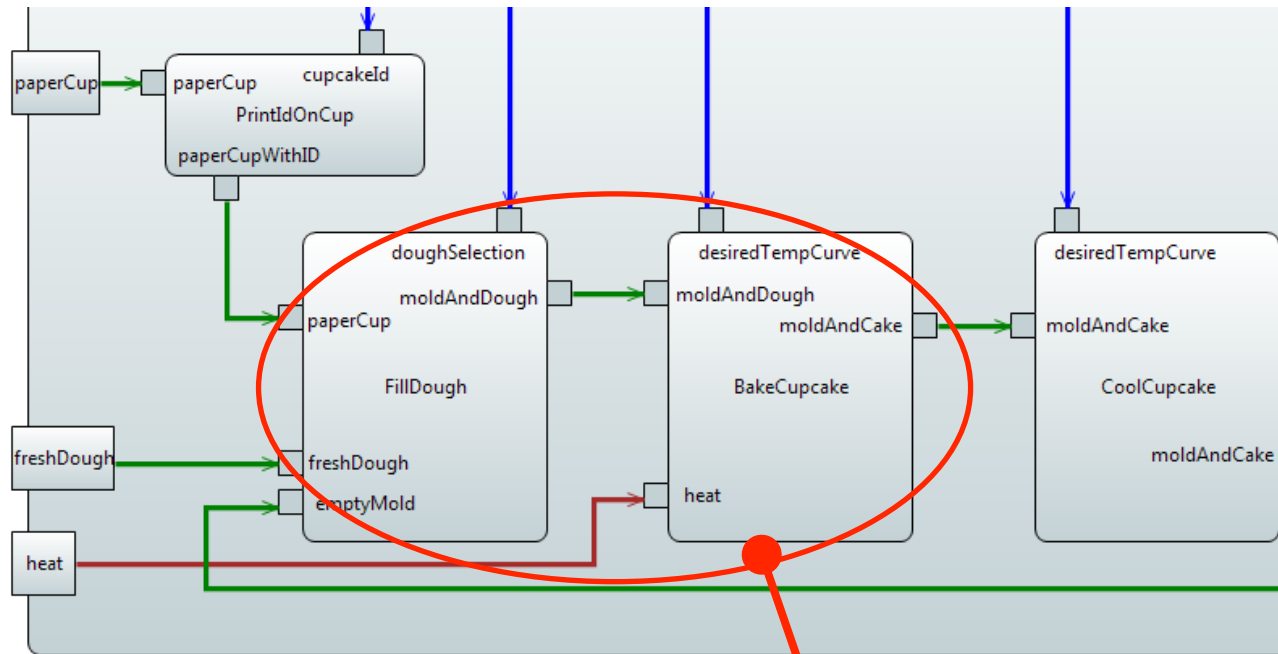 paperCup
paperCup
cupcakeId
PrintIdOnCup
paperCupWithID
doughSelection
moldAndDough
paperCup
FillDough
freshDough
emptyMold
desiredTempCurve
moldAndDough
moldAndCake
BakeCupcake
heat
desiredTempCurve
moldAndCake
CoolCupcake
moldAndCake
freshDough
heat